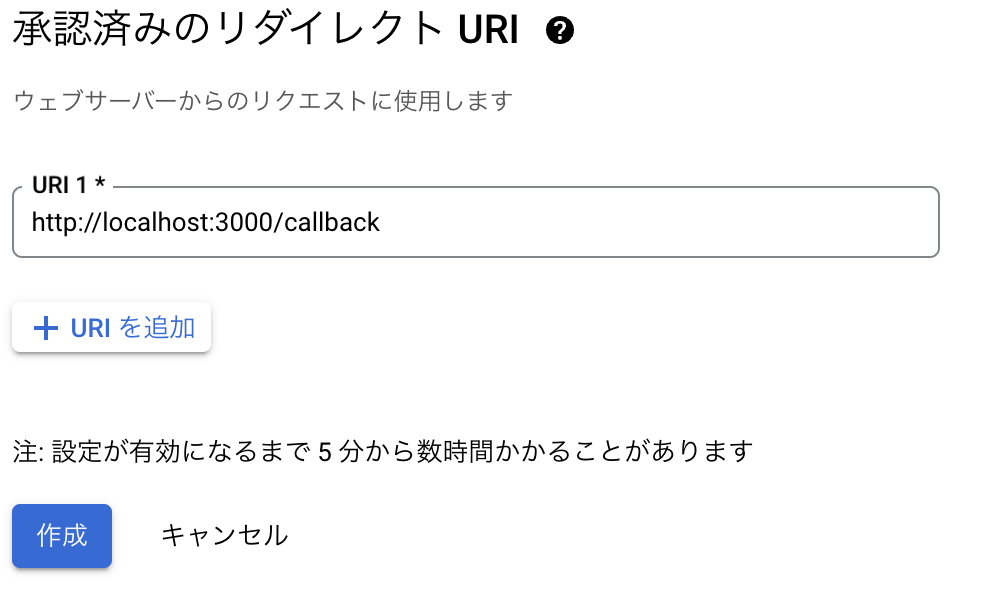 承認済みのリダイレクト URI
ウェブサーバーからのリクエストに使用します
URI 1 *
http://localhost:3000/callback
URI を追加
注: 設定が有効になるまで 5 分から数時間かかることがあります
作成 キャンセル